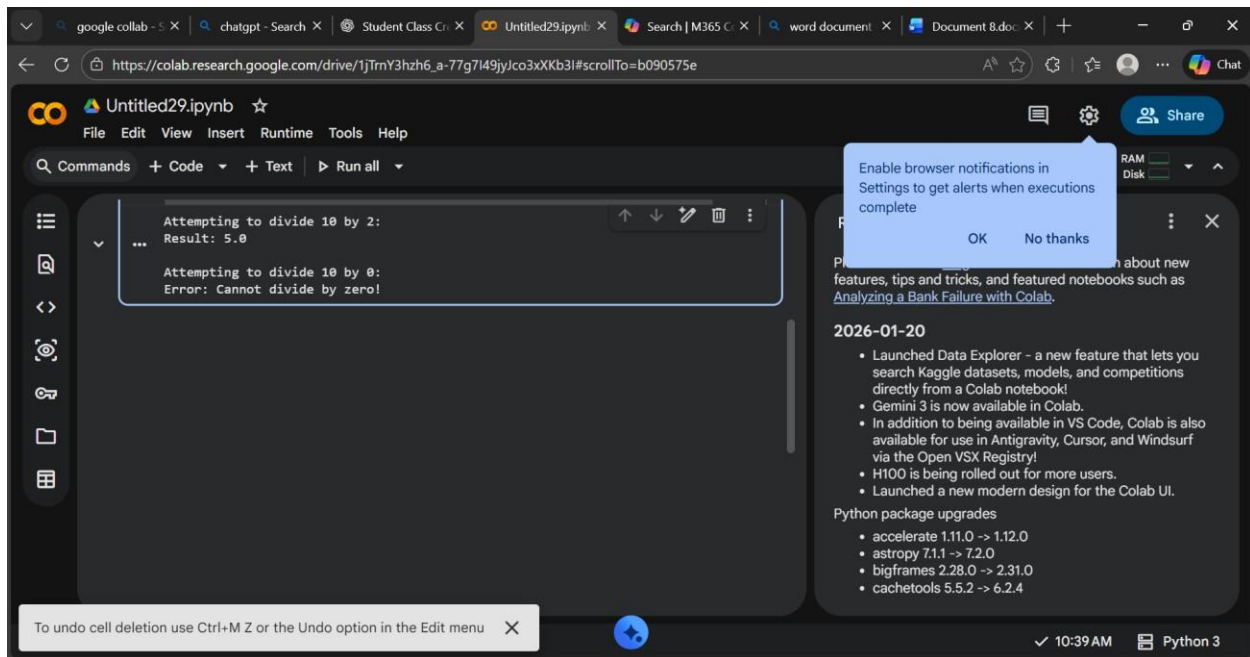 google collab - S
chatgpt - Search
Student Class Cr
Untitled29.ipynb
Search | M365 C
word document
Document 8.doc
https://colab.research.google.com/drive/1jTrnY3hzh6_a-77g7I49jyJco3xXKb3I#scrollTo=b090575e
Chat
Untitled29.ipynb
File Edit View Insert Runtime Tools Help
Share
Commands + Code + Text Run all
RAM
Disk
Enable browser notifications in
Settings to get alerts when executions
complete
OK No thanks
Attempting to divide 10 by 2:
Result: 5.0
Attempting to divide 10 by 0:
Error: Cannot divide by zero!
about new
features, tips and tricks, and featured notebooks such as
Analyzing a Bank Failure with Colab.
2026-01-20
• Launched Data Explorer - a new feature that lets you
search Kaggle datasets, models, and competitions
directly from a Colab notebook!
• Gemini 3 is now available in Colab.
• In addition to being available in VS Code, Colab is also
available for use in Antigravity, Cursor, and Windsurf
via the Open VSX Registry!
• H100 is being rolled out for more users.
• Launched a new modern design for the Colab UI.
Python package upgrades
• accelerate 1.11.0 -> 1.12.0
• astropy 7.1.1 -> 7.2.0
• bigframes 2.28.0 -> 2.31.0
• cachetools 5.5.2 -> 6.2.4
To undo cell deletion use Ctrl+M Z or the Undo option in the Edit menu
10:39 AM Python 3